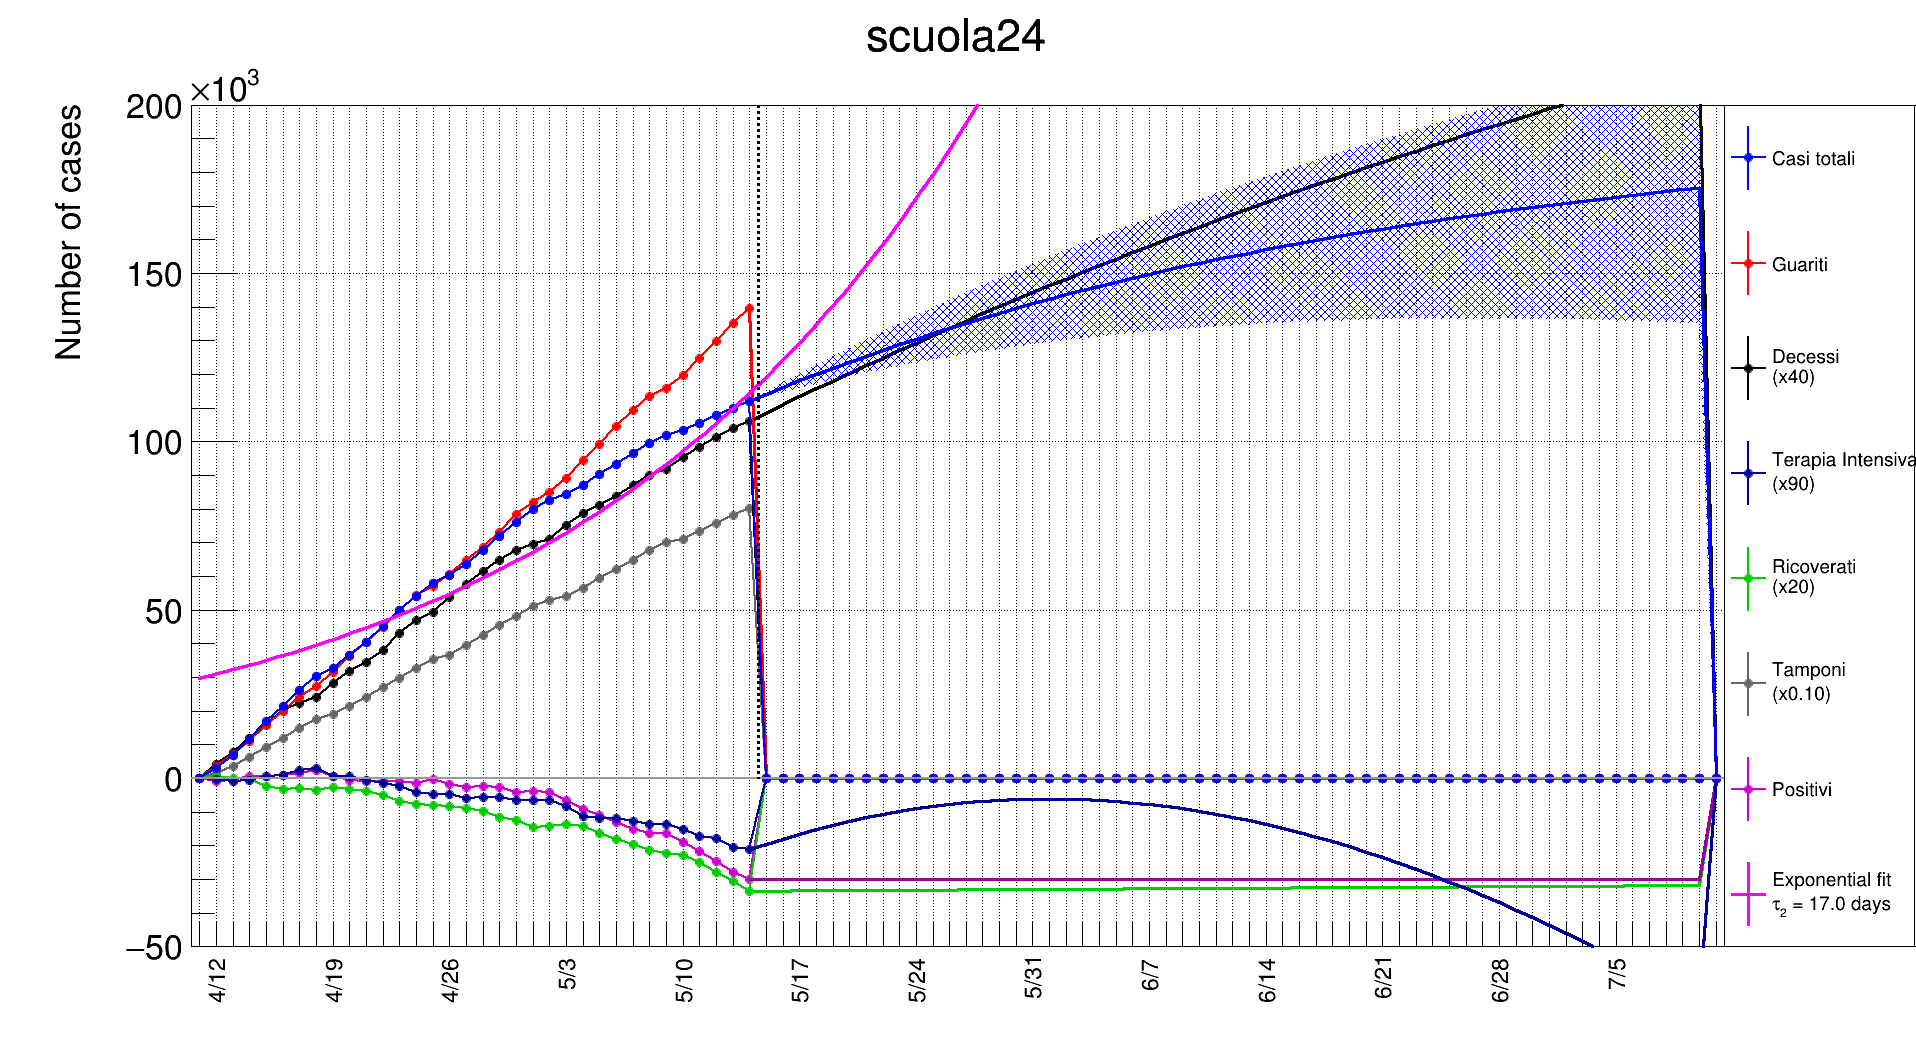 scuola24
×10³
Number of cases
200
150
100
50
0
−50
4/12
4/19
4/26
5/3
5/10
5/17
5/24
5/31
6/7
6/14
6/21
6/28
7/5
Casi totali
Guariti
Decessi
(x40)
Terapia Intensiva
(x90)
Ricoverati
(x20)
Tamponi
(x0.10)
Positivi
Exponential fit
τ₂ = 17.0 days